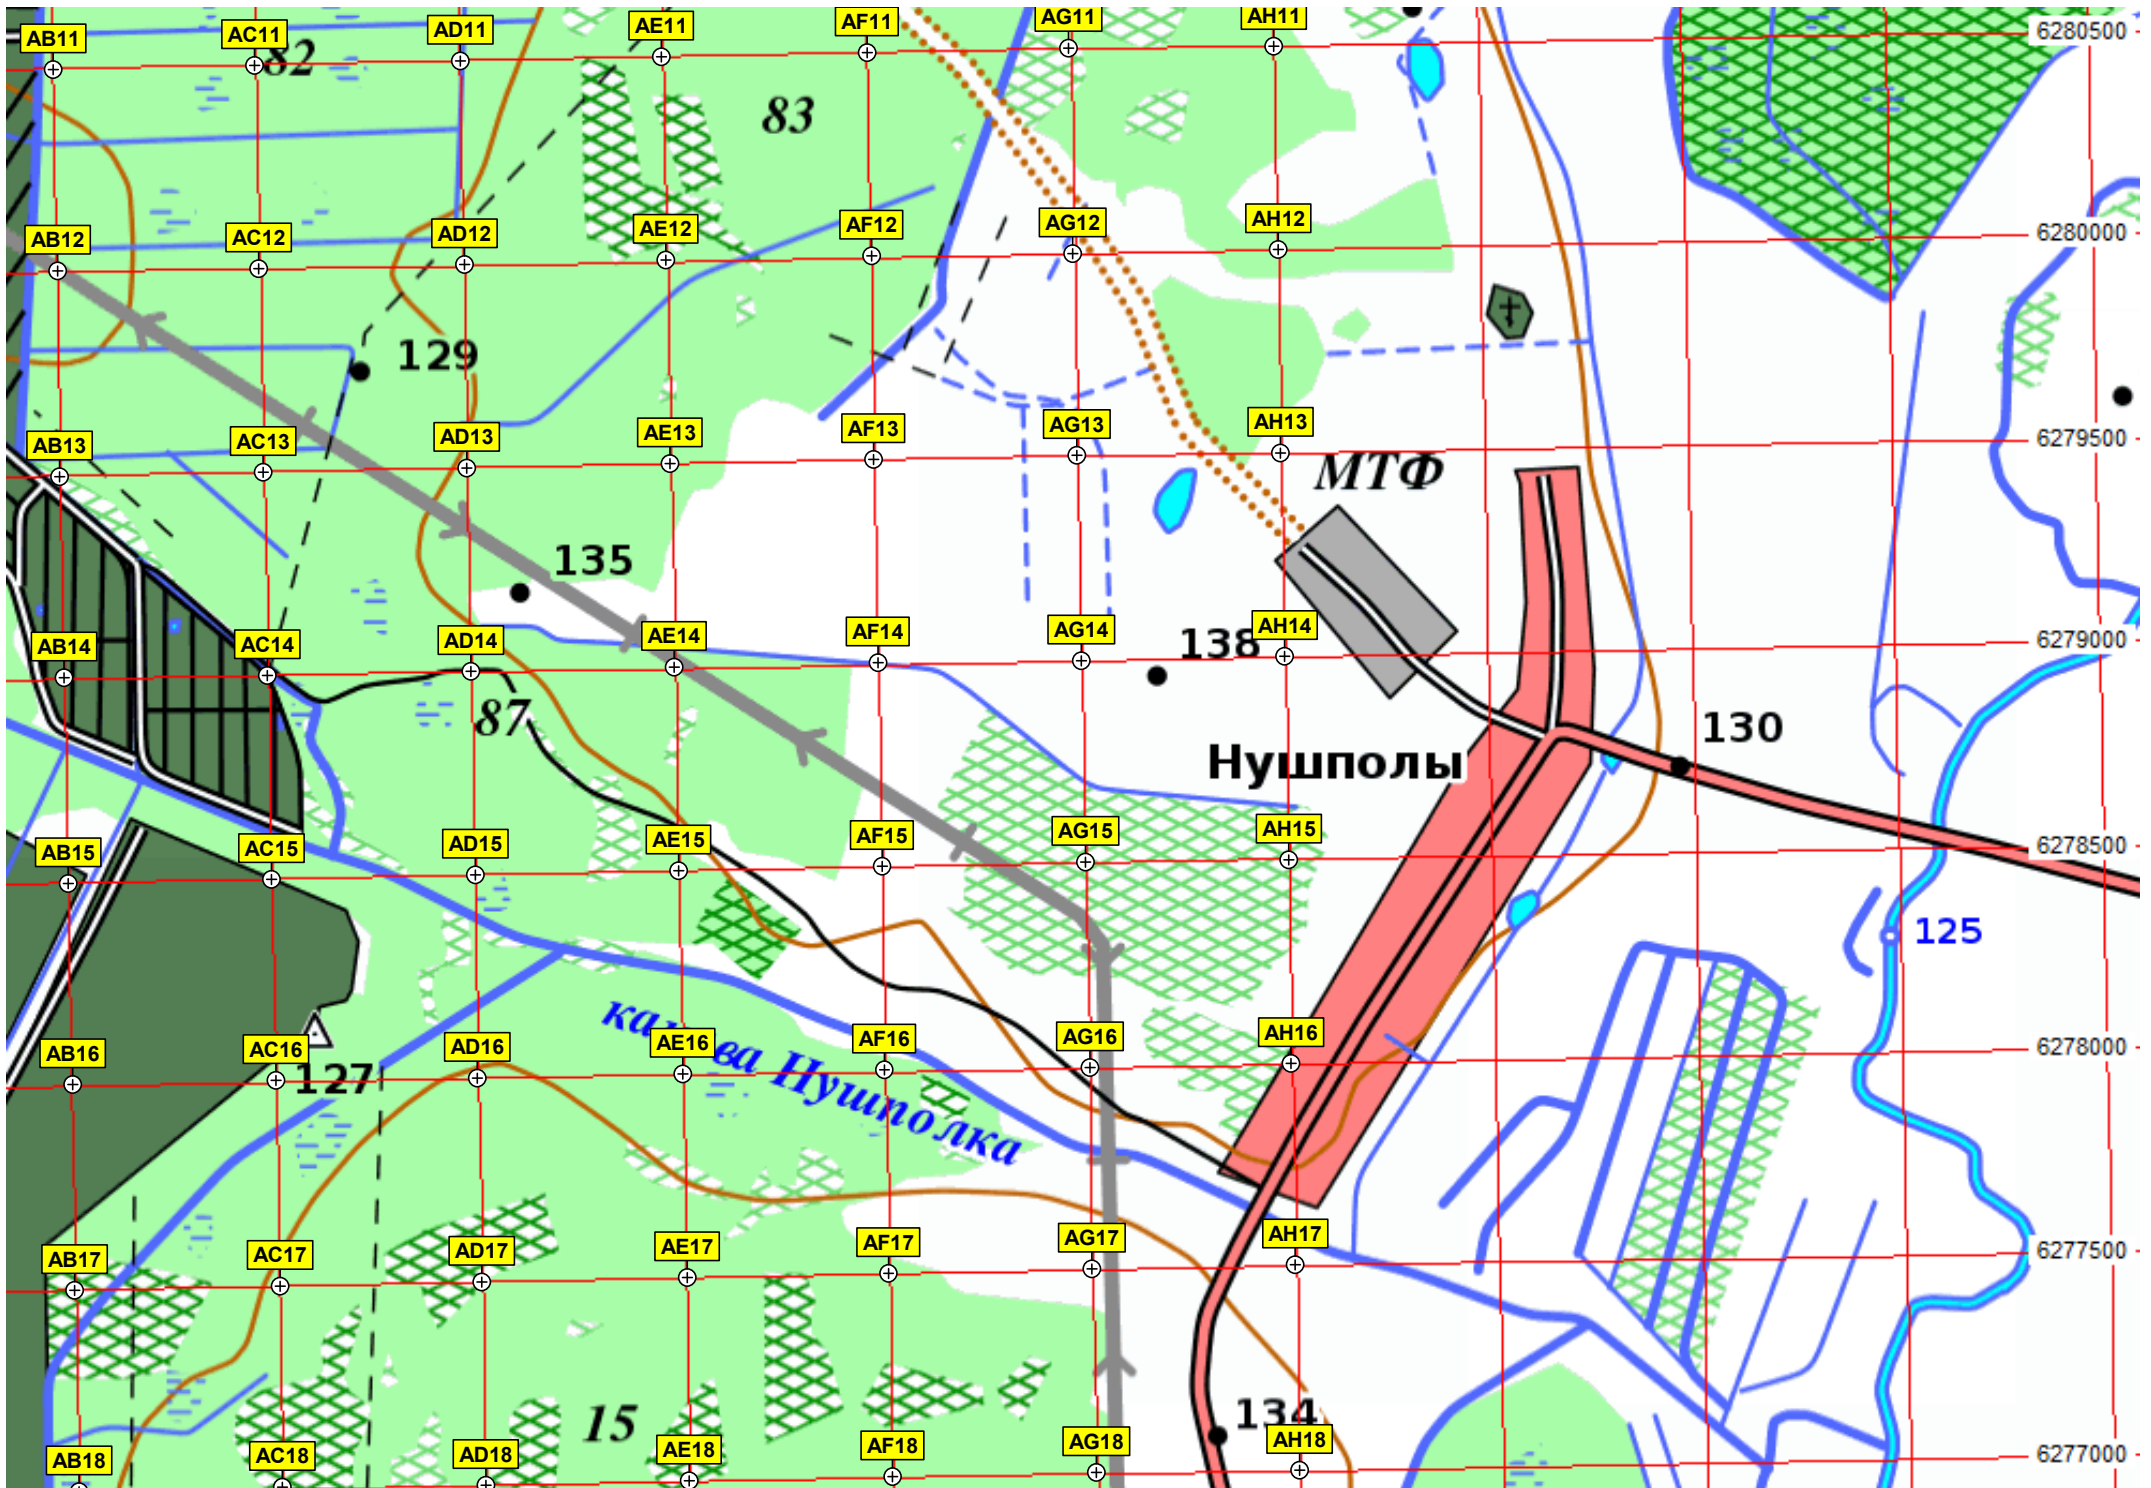 AB11 AC11 AD11 AE11 AF11 AG11 AH11 6280500
82
83
AB12 AC12 AD12 AE12 AF12 AG12 AH12 6280000
129
AB13 AC13 AD13 AE13 AF13 AG13 AH13 6279500
МТФ
135
AB14 AC14 AD14 AE14 AF14 AG14 138 AH14 6279000
87
130
Нушполы
AB15 AC15 AD15 AE15 AF15 AG15 AH15 6278500
125
AB16 AC16 AD16 AE16 AF16 AG16 AH16 6278000
127
Нушполка
AB17 AC17 AD17 AE17 AF17 AG17 AH17 6277500
15
134
AB18 AC18 AD18 AE18 AF18 AG18 AH18 6277000